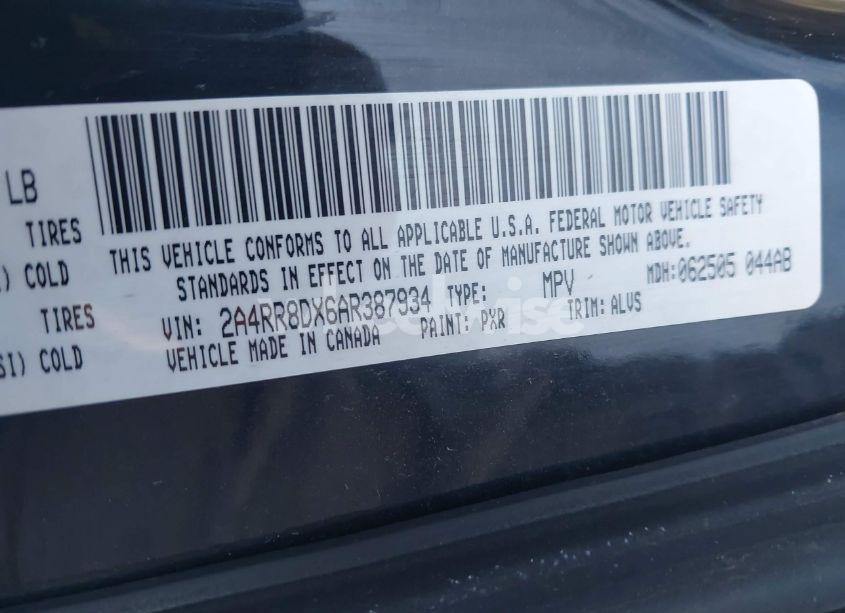 LB
TIRES
) COLD
TIRES
SI) COLD
THIS VEHICLE CONFORMS TO ALL APPLICABLE U.S.A. FEDERAL MOTOR VEHICLE SAFETY
STANDARDS IN EFFECT ON THE DATE OF MANUFACTURE SHOWN ABOVE.
VIN: 2A4RR8DX6AR387934 TYPE: MPV MDH:062505 044AB
VEHICLE MADE IN CANADA PAINT: PXR TRIM: ALVS